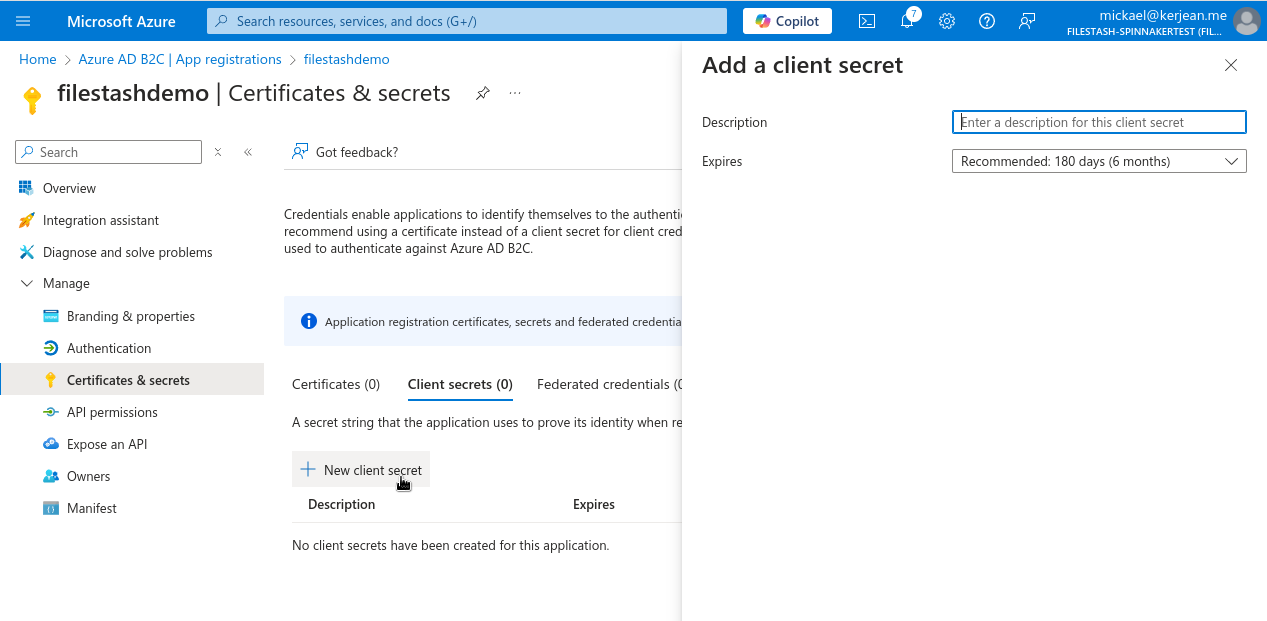 Microsoft Azure
Search resources, services, and docs (G+/)
Copilot
7
mickael@kerjean.me
FILESTASH-SPINNAKERTEST (FIL...
Home > Azure AD B2C | App registrations > filestashdemo
filestashdemo | Certificates & secrets
...
Search
Overview
Integration assistant
Diagnose and solve problems
Manage
Branding & properties
Authentication
Certificates & secrets
API permissions
Expose an API
Owners
Manifest
Got feedback?
Credentials enable applications to identify themselves to the authenti
recommend using a certificate instead of a client secret for client cred
used to authenticate against Azure AD B2C.
Application registration certificates, secrets and federated credentia
Certificates (0)
Client secrets (0)
Federated credentials (0
A secret string that the application uses to prove its identity when re
New client secret
Description
Expires
No client secrets have been created for this application.
Add a client secret
Description
Enter a description for this client secret
Expires
Recommended: 180 days (6 months)